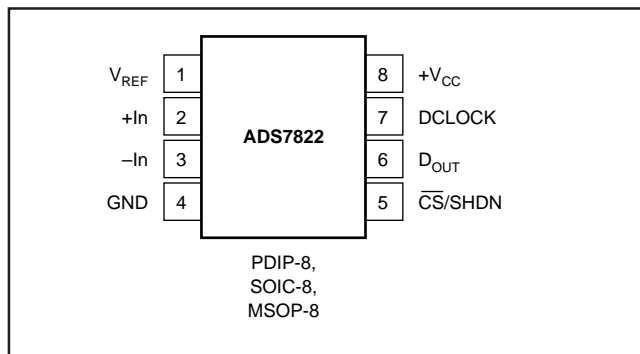 V_REF 1 8 +V_CC
+In 2 7 DCLOCK
ADS7822
–In 3 6 D_OUT
GND 4 5 C̅S̅/SHDN
PDIP-8,
SOIC-8,
MSOP-8